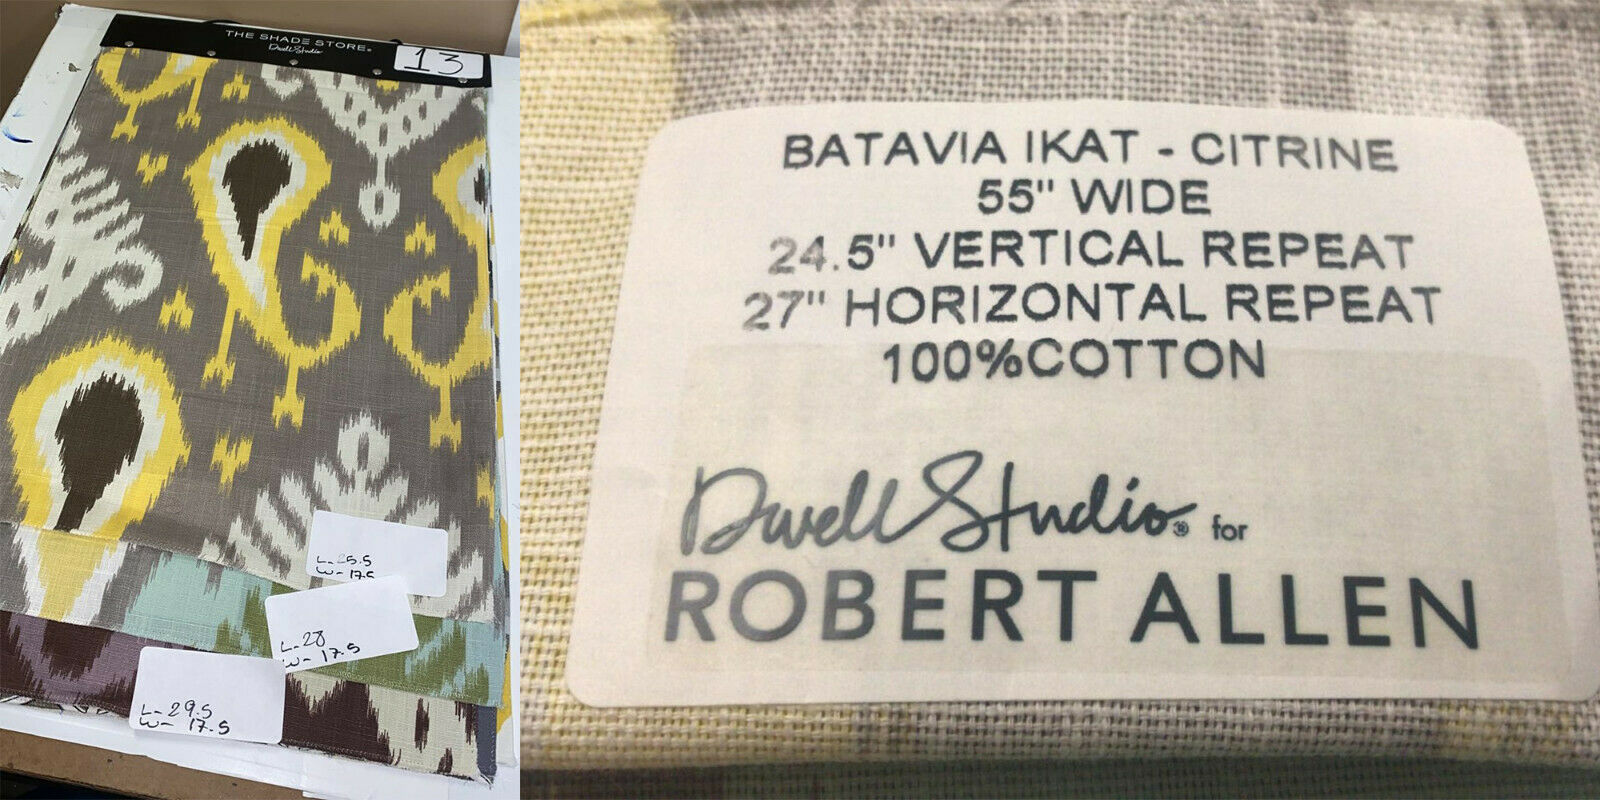 THE SHADE STORE®
DwellStudio
13
L-25.5
W-17.5
L-28
W-17.5
L-29.5
W-17.5
BATAVIA IKAT - CITRINE
55" WIDE
24.5" VERTICAL REPEAT
27" HORIZONTAL REPEAT
100%COTTON
DwellStudio® for
ROBERT ALLEN